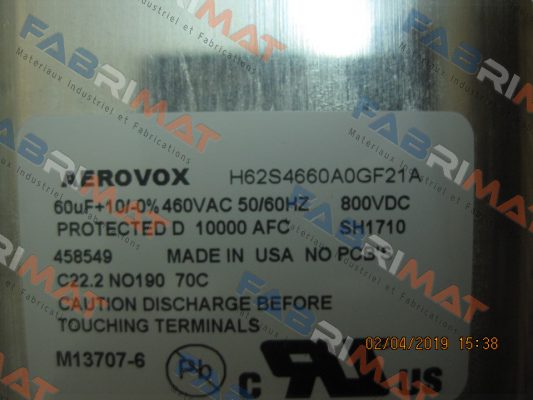 AEROVOX H62S4660A0GF21A
60uF+10/-0% 460VAC 50/60HZ 800VDC
PROTECTED D 10000 AFC SH1710
458549 MADE IN USA NO PCB'S
C22.2 NO190 70C
CAUTION DISCHARGE BEFORE
TOUCHING TERMINALS
M13707-6 Pb C US
02/04/2019 15:38
FABRIMAT
Matériaux Industriel et Fabrications